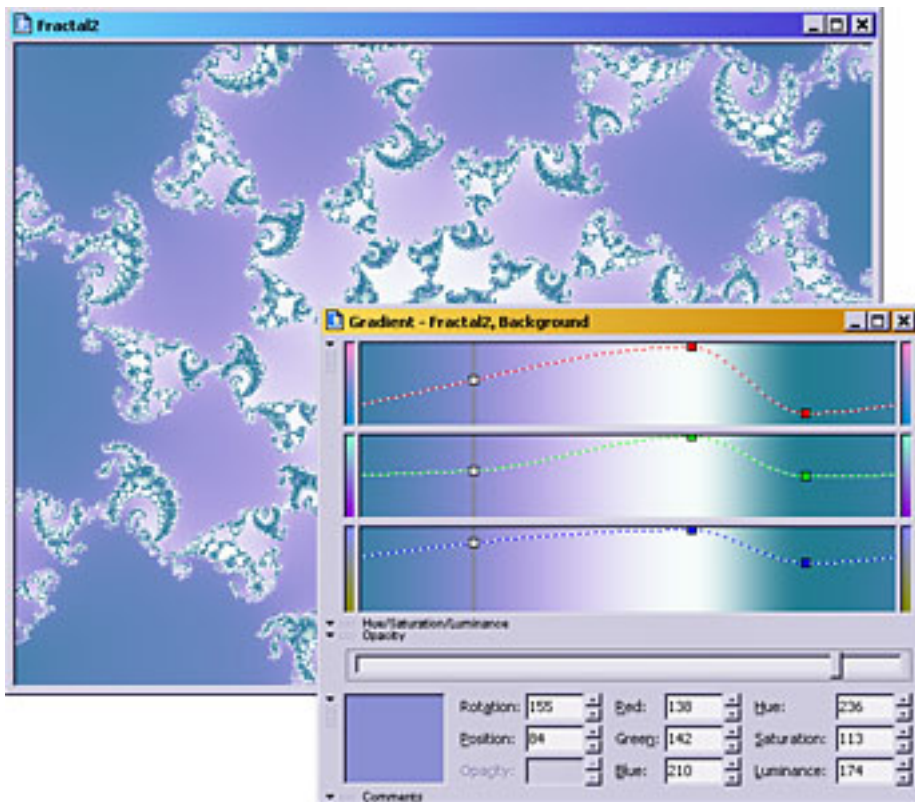 Fractal2
Gradient - Fractal2, Background
Hue/Saturation/Luminance
Opacity
Rotation: 155 Red: 138 Hue: 236
Position: 84 Green: 142 Saturation: 113
Opacity: Blue: 210 Luminance: 174
Comments